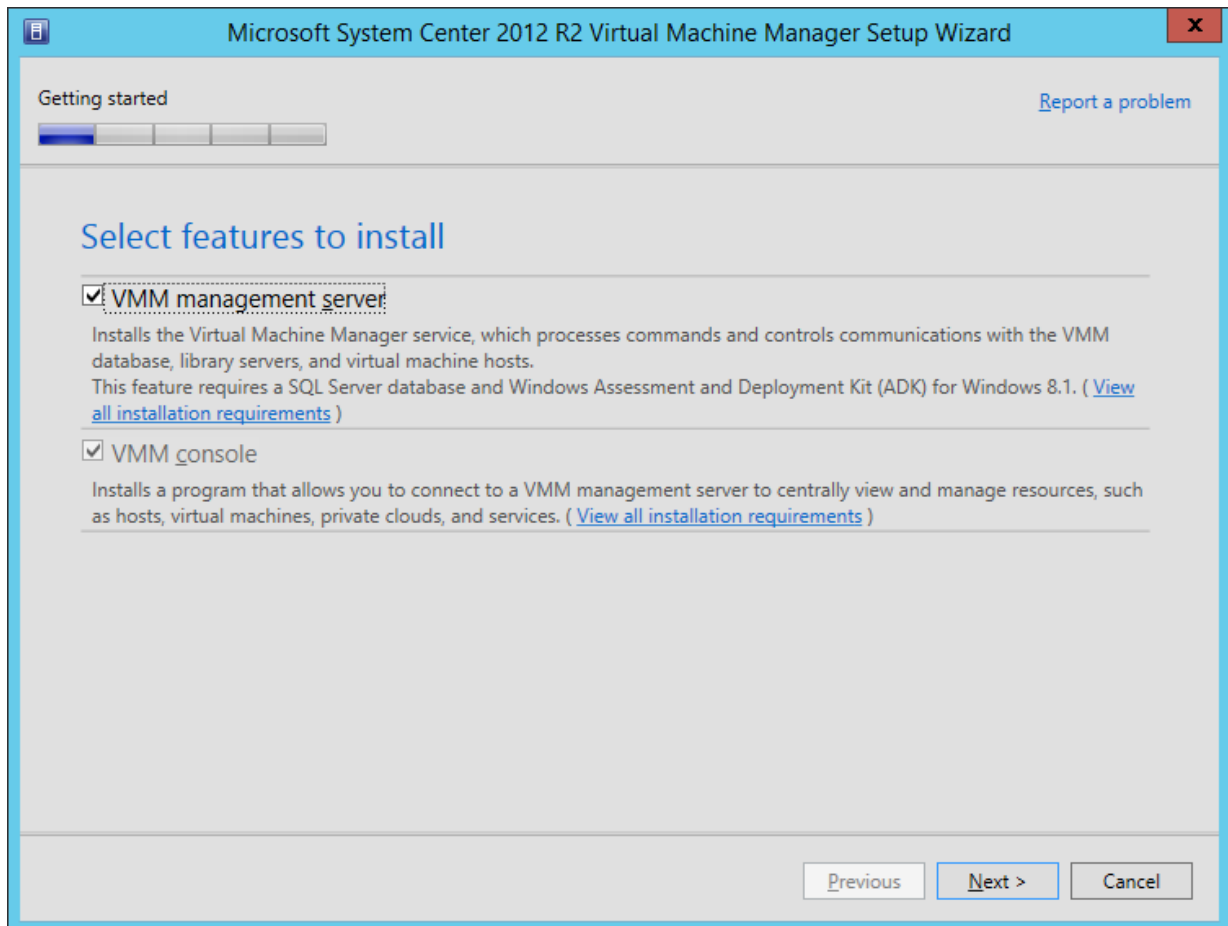 Microsoft System Center 2012 R2 Virtual Machine Manager Setup Wizard
x
Getting started
Report a problem
Select features to install
VMM management server
Installs the Virtual Machine Manager service, which processes commands and controls communications with the VMM
database, library servers, and virtual machine hosts.
This feature requires a SQL Server database and Windows Assessment and Deployment Kit (ADK) for Windows 8.1. ( View
all installation requirements )
VMM console
Installs a program that allows you to connect to a VMM management server to centrally view and manage resources, such
as hosts, virtual machines, private clouds, and services. ( View all installation requirements )
Previous
Next >
Cancel